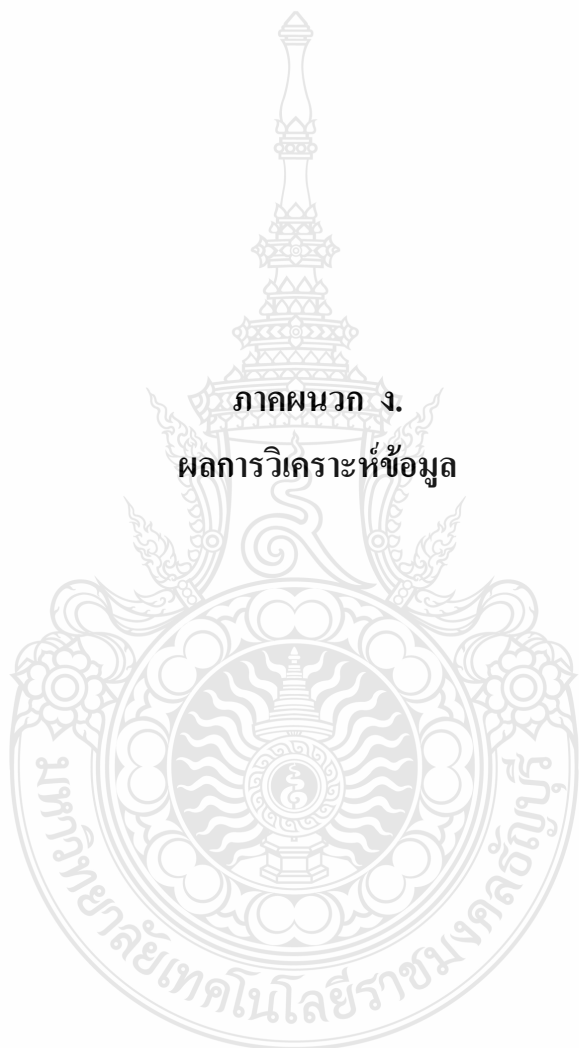 ภาคผนวก ง.
ผลการวิเคราะห์ข้อมูล
มหาวิทยาลัยเทคโนโลยีราชมงคลธัญบุรี